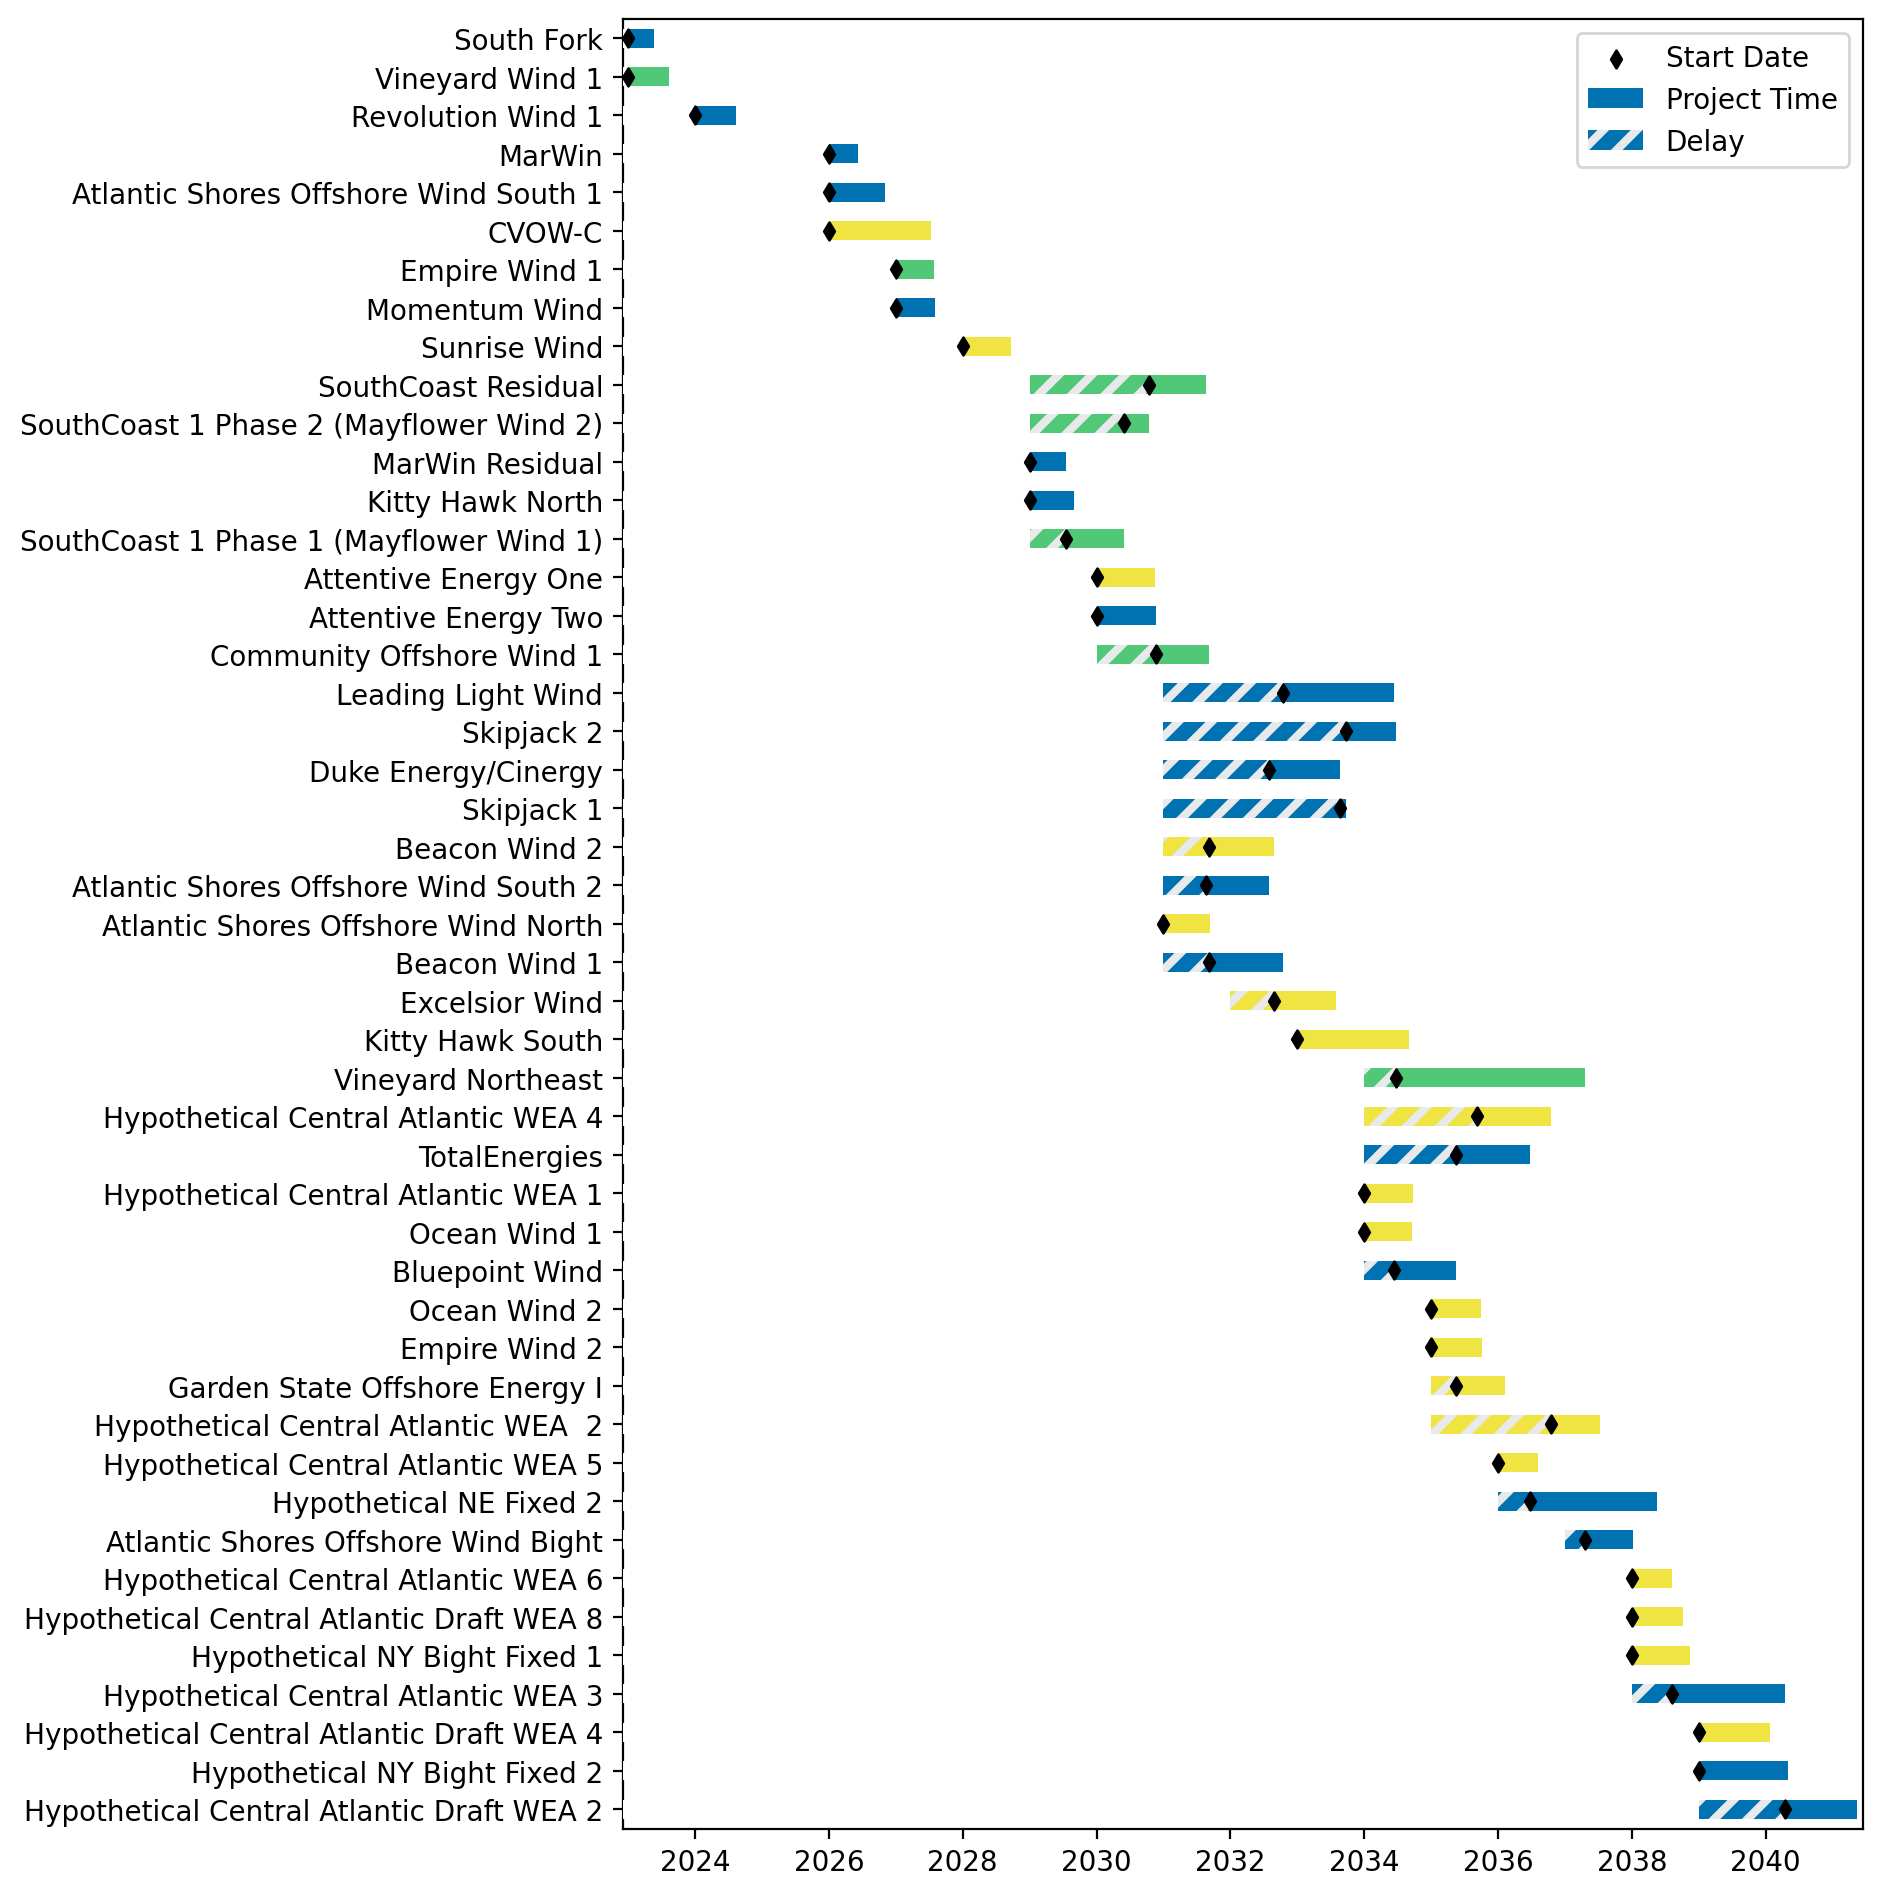 South Fork
Vineyard Wind 1
Revolution Wind 1
MarWin
Atlantic Shores Offshore Wind South 1
CVOW-C
Empire Wind 1
Momentum Wind
Sunrise Wind
SouthCoast Residual
SouthCoast 1 Phase 2 (Mayflower Wind 2)
MarWin Residual
Kitty Hawk North
SouthCoast 1 Phase 1 (Mayflower Wind 1)
Attentive Energy One
Attentive Energy Two
Community Offshore Wind 1
Leading Light Wind
Skipjack 2
Duke Energy/Cinergy
Skipjack 1
Beacon Wind 2
Atlantic Shores Offshore Wind South 2
Atlantic Shores Offshore Wind North
Beacon Wind 1
Excelsior Wind
Kitty Hawk South
Vineyard Northeast
Hypothetical Central Atlantic WEA 4
TotalEnergies
Hypothetical Central Atlantic WEA 1
Ocean Wind 1
Bluepoint Wind
Ocean Wind 2
Empire Wind 2
Garden State Offshore Energy I
Hypothetical Central Atlantic WEA  2
Hypothetical Central Atlantic WEA 5
Hypothetical NE Fixed 2
Atlantic Shores Offshore Wind Bight
Hypothetical Central Atlantic WEA 6
Hypothetical Central Atlantic Draft WEA 8
Hypothetical NY Bight Fixed 1
Hypothetical Central Atlantic WEA 3
Hypothetical Central Atlantic Draft WEA 4
Hypothetical NY Bight Fixed 2
Hypothetical Central Atlantic Draft WEA 2
Start Date
Project Time
Delay
2024 2026 2028 2030 2032 2034 2036 2038 2040